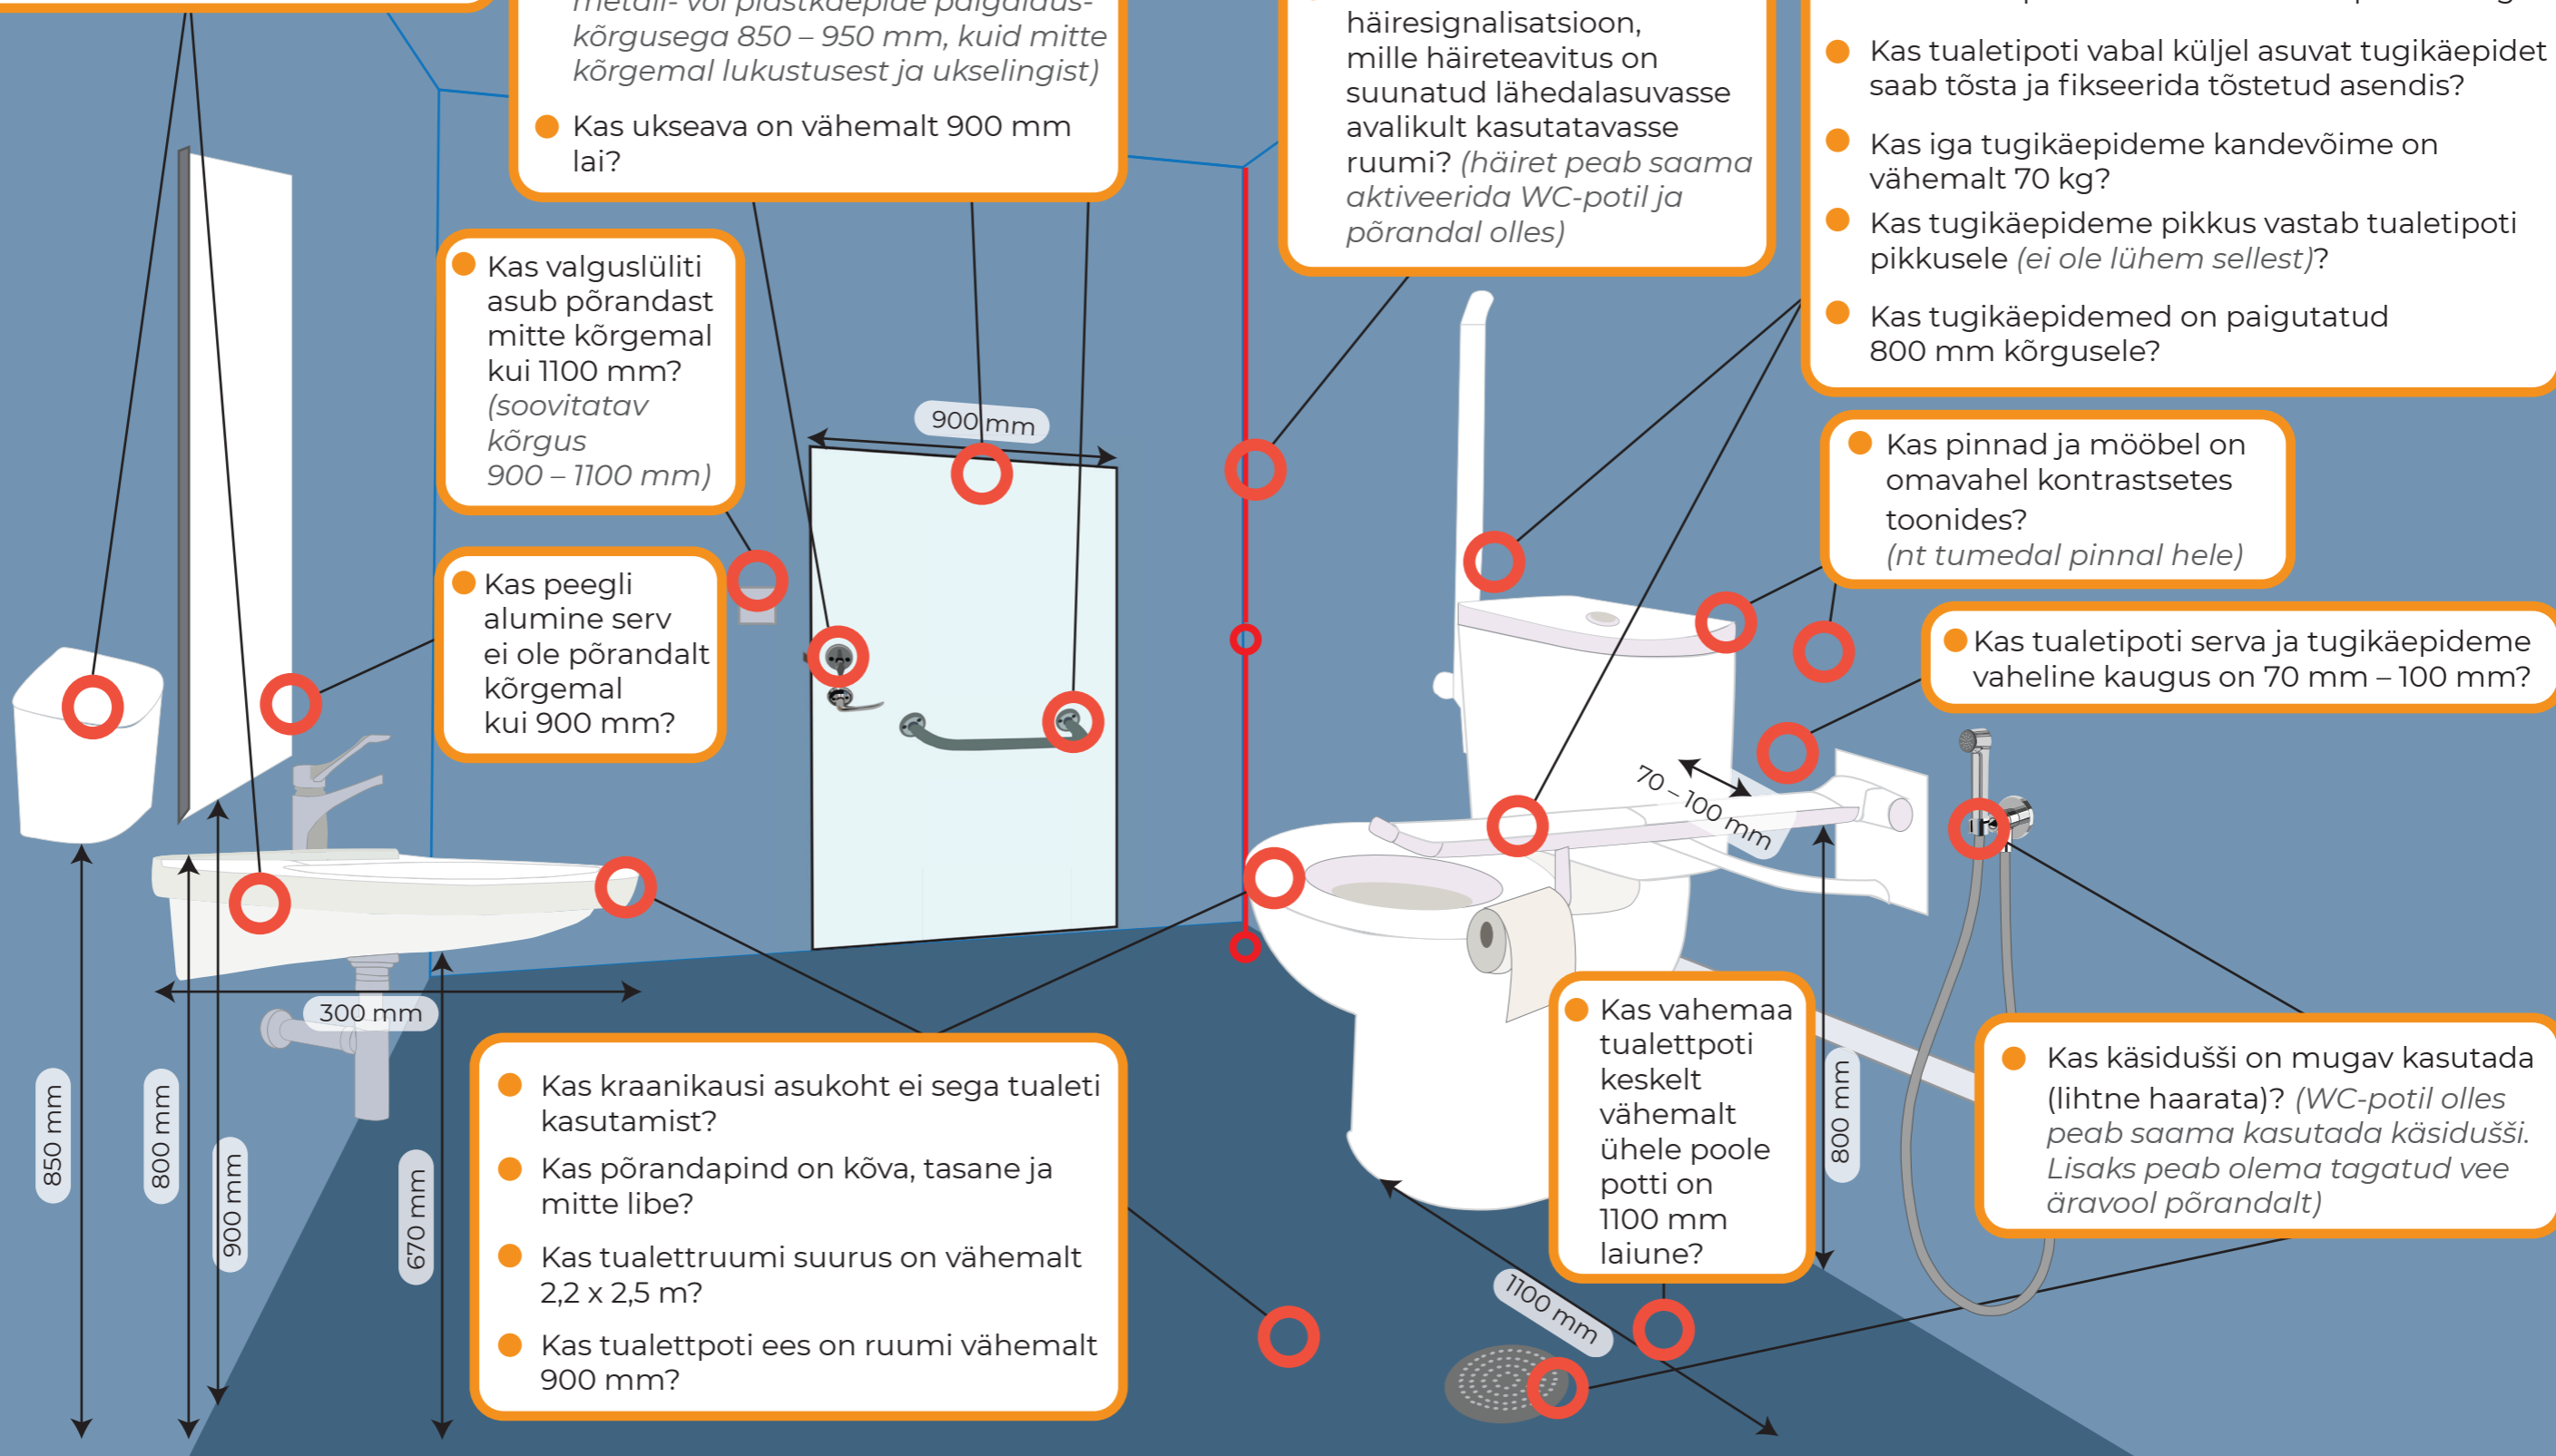 metall- või plastkäepide paigaldus-
kõrgusega 850 – 950 mm, kuid mitte
kõrgemal lukustusest ja ukselingist)
Kas ukseava on vähemalt 900 mm
lai?
häiresignalisatsioon,
mille häireteavitus on
suunatud lähedalasuvasse
avalikult kasutatavasse
ruumi? (häiret peab saama
aktiveerida WC-potil ja
põrandal olles)
Kas tualetipoti vabal küljel asuvat tugikäepidet
saab tõsta ja fikseerida tõstetud asendis?
Kas iga tugikäepideme kandevõime on
vähemalt 70 kg?
Kas tugikäepideme pikkus vastab tualetipoti
pikkusele (ei ole lühem sellest)?
Kas tugikäepidemed on paigutatud
800 mm kõrgusele?
Kas valguslüliti
asub põrandast
mitte kõrgemal
kui 1100 mm?
(soovitatav
kõrgus
900 – 1100 mm)
900 mm
Kas pinnad ja mööbel on
omavahel kontrastsetes
toonides?
(nt tumedal pinnal hele)
Kas peegli
alumine serv
ei ole põrandalt
kõrgemal
kui 900 mm?
Kas tualetipoti serva ja tugikäepideme
vaheline kaugus on 70 mm – 100 mm?
70 – 100 mm
300 mm
850 mm
800 mm
900 mm
670 mm
Kas kraanikausi asukoht ei sega tualeti
kasutamist?
Kas põrandapind on kõva, tasane ja
mitte libe?
Kas tualettruumi suurus on vähemalt
2,2 x 2,5 m?
Kas tualettpoti ees on ruumi vähemalt
900 mm?
Kas vahemaa
tualettpoti
keskelt
vähemalt
ühele poole
potti on
1100 mm
laiune?
800 mm
1100 mm
Kas käsidušši on mugav kasutada
(lihtne haarata)? (WC-potil olles
peab saama kasutada käsidušši.
Lisaks peab olema tagatud vee
äravool põrandalt)